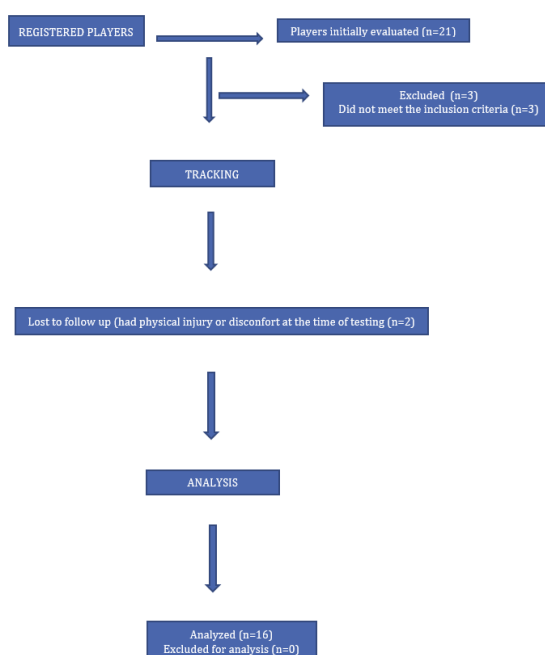 REGISTERED PLAYERS
Players initially evaluated (n=21)
Excluded (n=3)
Did not meet the inclusion criteria (n=3)
TRACKING
Lost to follow up (had physical injury or disconfort at the time of testing (n=2)
ANALYSIS
Analyzed (n=16)
Excluded for analysis (n=0)